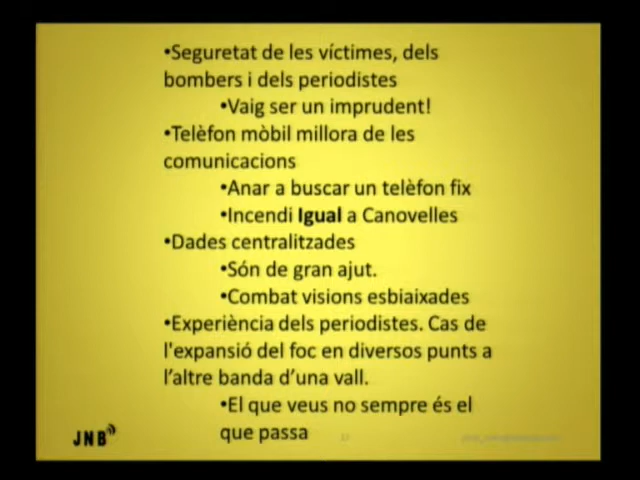 •Seguretat de les víctimes, dels
bombers i dels periodistes
•Vaig ser un imprudent!
•Telèfon mòbil millora de les
comunicacions
•Anar a buscar un telèfon fix
•Incendi Igual a Canovelles
•Dades centralitzades
•Són de gran ajut.
•Combat visions esbiaixades
•Experiència dels periodistes. Cas de
l'expansió del foc en diversos punts a
l’altre banda d’una vall.
•El que veus no sempre és el
que passa
JNB